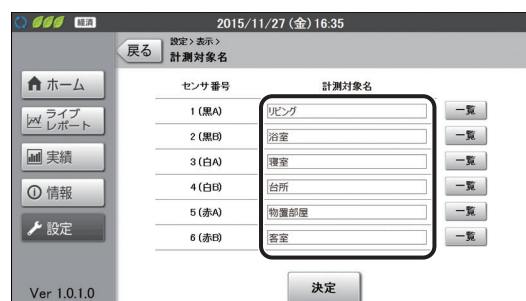 経済
2015/11/27 (金) 16:35
戻る
設定>表示>
計測対象名
ホーム
ライブ
レポート
実績
情報
設定
Ver 1.0.1.0
センサ番号 計測対象名
1 (黒A) リビング 一覧
2 (黒B) 浴室 一覧
3 (白A) 寝室 一覧
4 (白B) 台所 一覧
5 (赤A) 物置部屋 一覧
6 (赤B) 客室 一覧
決定